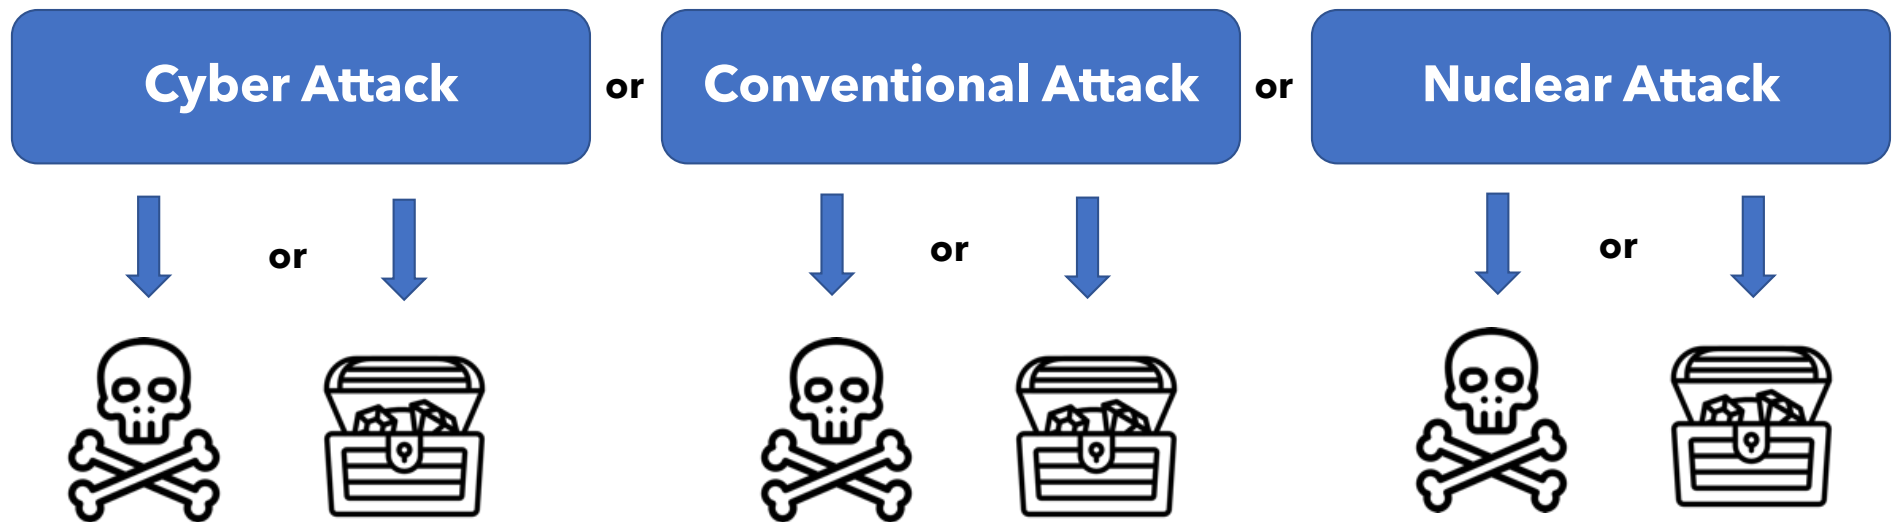 Cyber Attack or Conventional Attack or Nuclear Attack
or or or